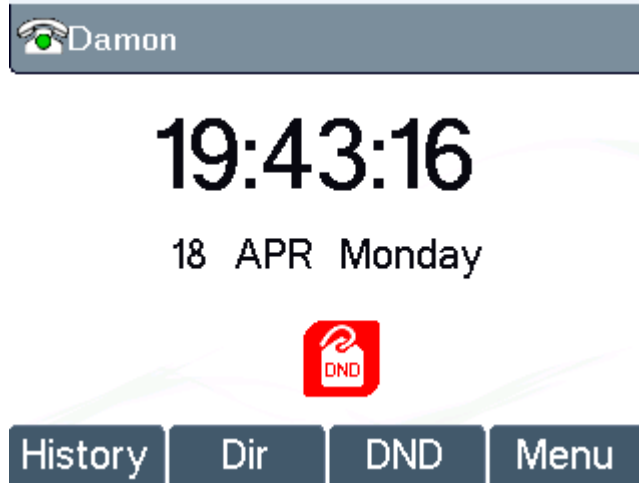 Damon
19:43:16
18 APR Monday
DND
History Dir DND Menu